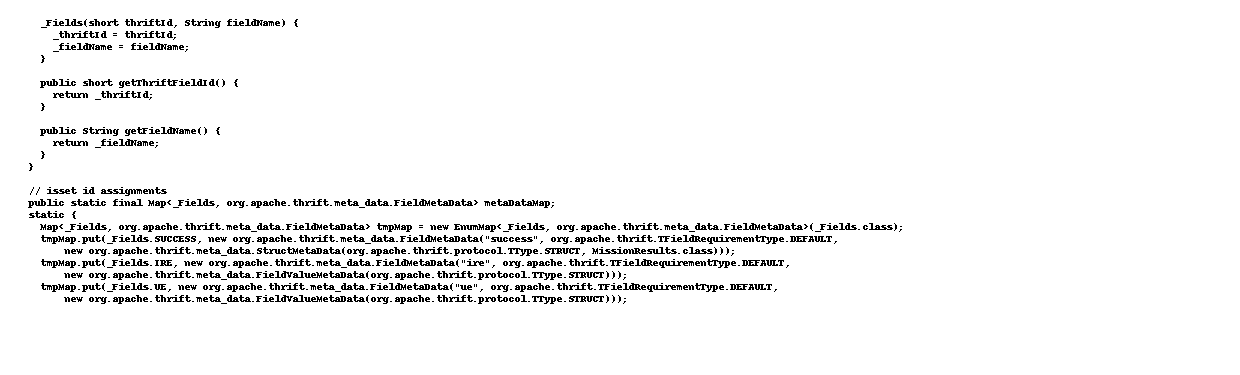 _Fields(short thriftId, String fieldName) {
_thriftId = thriftId;
_fieldName = fieldName;
}
public short getThriftFieldId() {
return _thriftId;
}
public String getFieldName() {
return _fieldName;
}
}
// isset id assignments
public static final Map<_Fields, org.apache.thrift.meta_data.FieldMetaData> metaDataMap;
static {
Map<_Fields, org.apache.thrift.meta_data.FieldMetaData> tmpMap = new EnumMap<_Fields, org.apache.thrift.meta_data.FieldMetaData>(_Fields.class);
tmpMap.put(_Fields.SUCCESS, new org.apache.thrift.meta_data.FieldMetaData("success", org.apache.thrift.TFieldRequirementType.DEFAULT,
new org.apache.thrift.meta_data.StructMetaData(org.apache.thrift.protocol.TType.STRUCT, MissionResults.class)));
tmpMap.put(_Fields.IRE, new org.apache.thrift.meta_data.FieldMetaData("ire", org.apache.thrift.TFieldRequirementType.DEFAULT,
new org.apache.thrift.meta_data.FieldValueMetaData(org.apache.thrift.protocol.TType.STRUCT)));
tmpMap.put(_Fields.UE, new org.apache.thrift.meta_data.FieldMetaData("ue", org.apache.thrift.TFieldRequirementType.DEFAULT,
new org.apache.thrift.meta_data.FieldValueMetaData(org.apache.thrift.protocol.TType.STRUCT)));